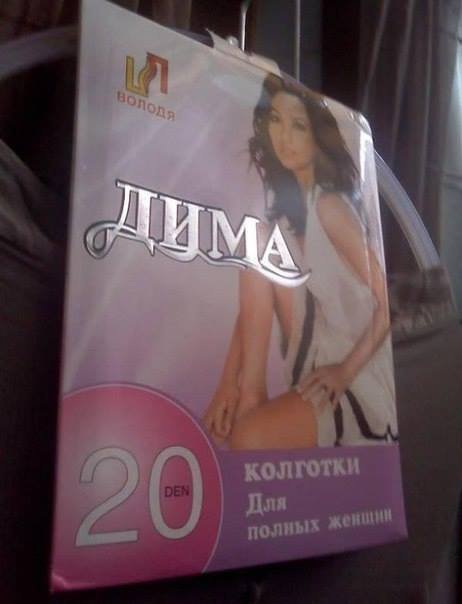 ВОЛОДЯ
ДИМА
20
DEN
КОЛГОТКИ
Для
полных женщин